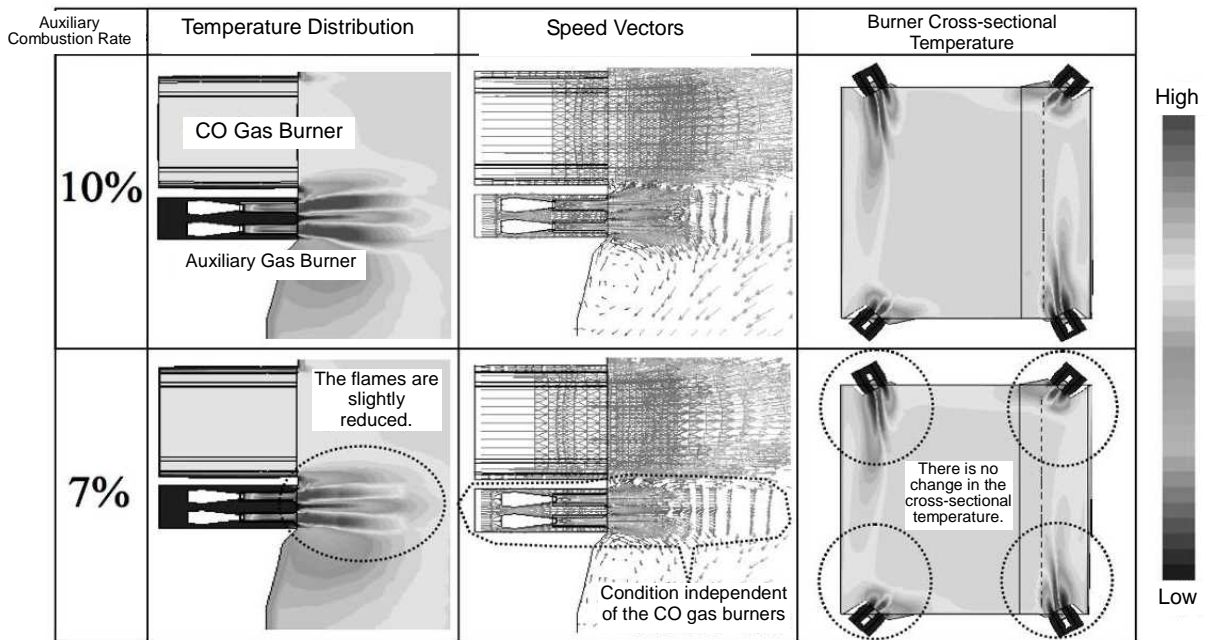 Auxiliary
Combustion Rate
Temperature Distribution
Speed Vectors
Burner Cross-sectional
Temperature
10%
CO Gas Burner
Auxiliary Gas Burner
High
7%
The flames are
slightly
reduced.
Condition independent
of the CO gas burners
There is no
change in the
cross-sectional
temperature.
Low